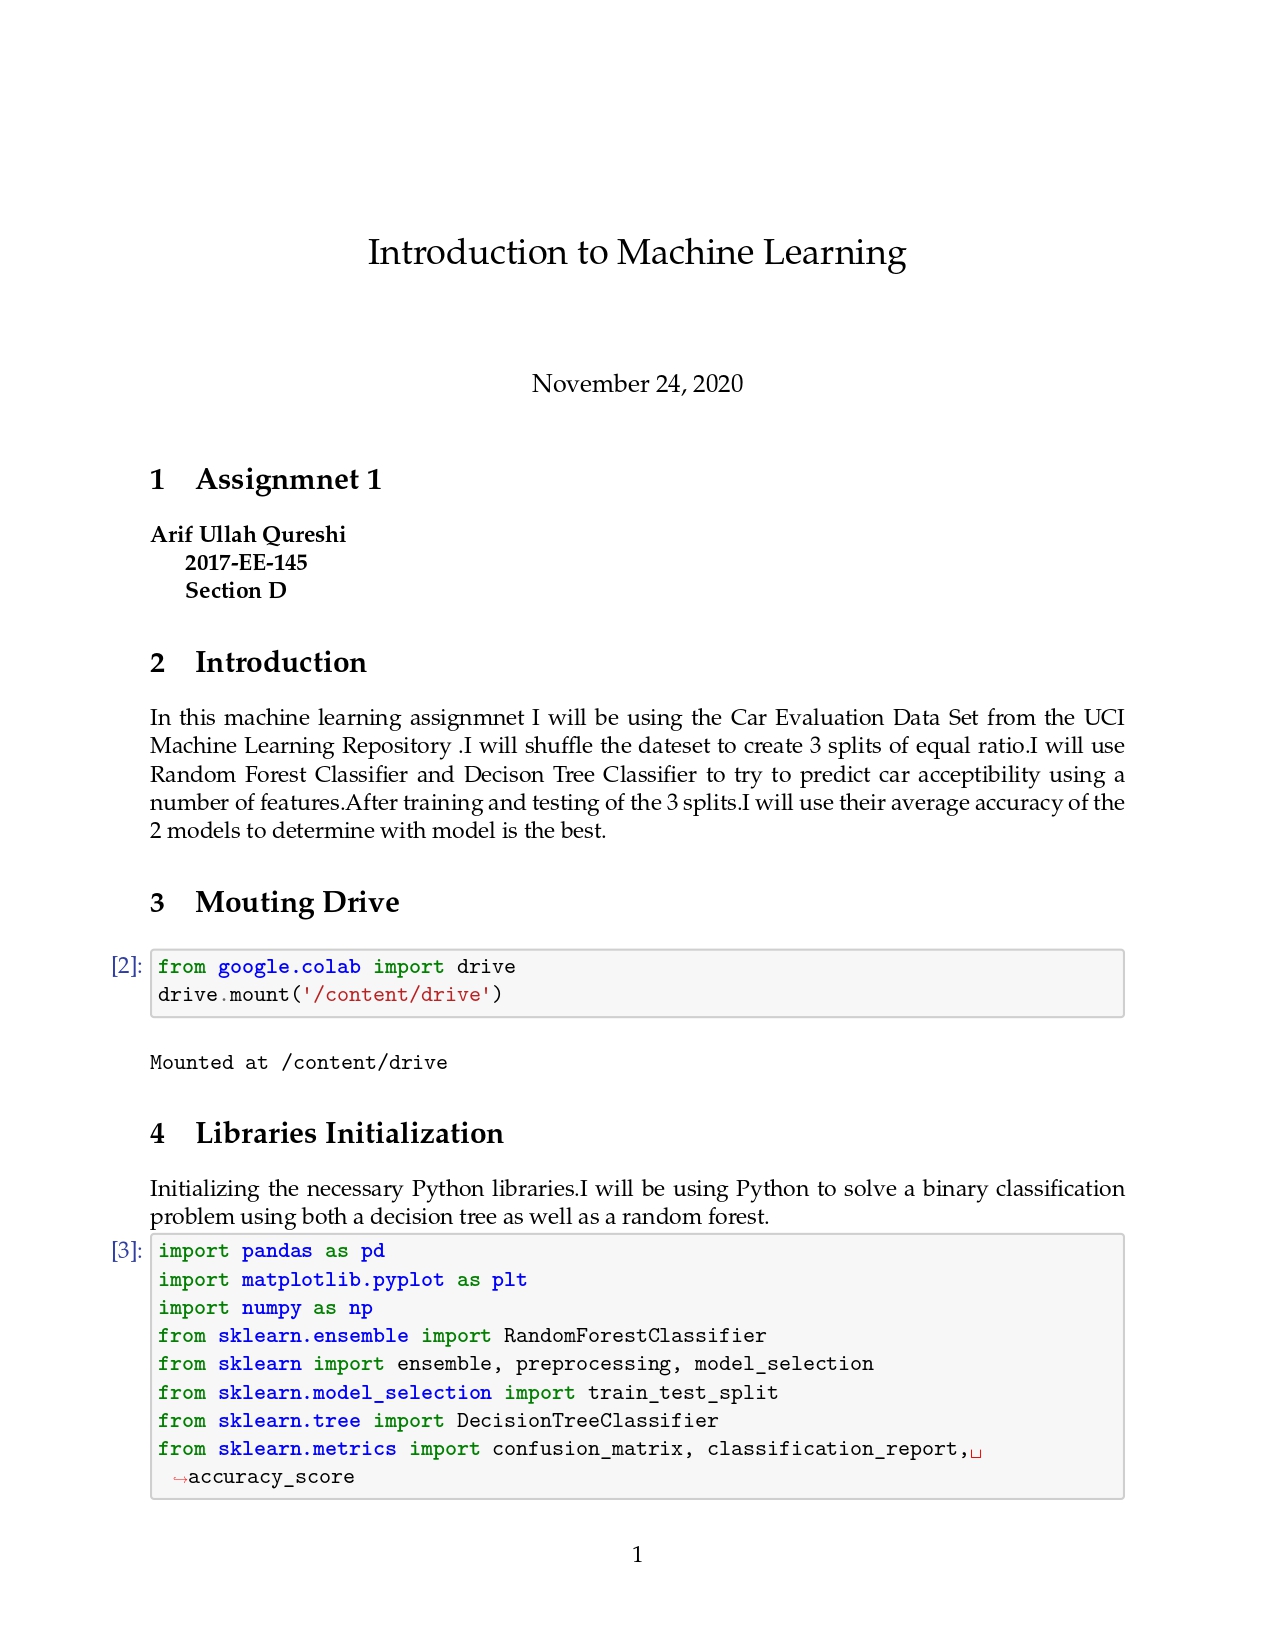 Introduction to Machine Learning
November 24, 2020
1 Assignmnet 1
Arif Ullah Qureshi
2017-EE-145
Section D
2 Introduction
In this machine learning assignmnet I will be using the Car Evaluation Data Set from the UCI
Machine Learning Repository .I will shuffle the dateset to create 3 splits of equal ratio.I will use
Random Forest Classifier and Decison Tree Classifier to try to predict car acceptibility using a
number of features.After training and testing of the 3 splits.I will use their average accuracy of the
2 models to determine with model is the best.
3 Mouting Drive
[2]: from google.colab import drive
drive.mount('/content/drive')
Mounted at /content/drive
4 Libraries Initialization
Initializing the necessary Python libraries.I will be using Python to solve a binary classification
problem using both a decision tree as well as a random forest.
[3]: import pandas as pd
import matplotlib.pyplot as plt
import numpy as np
from sklearn.ensemble import RandomForestClassifier
from sklearn import ensemble, preprocessing, model_selection
from sklearn.model_selection import train_test_split
from sklearn.tree import DecisionTreeClassifier
from sklearn.metrics import confusion_matrix, classification_report,␣
↪accuracy_score
1